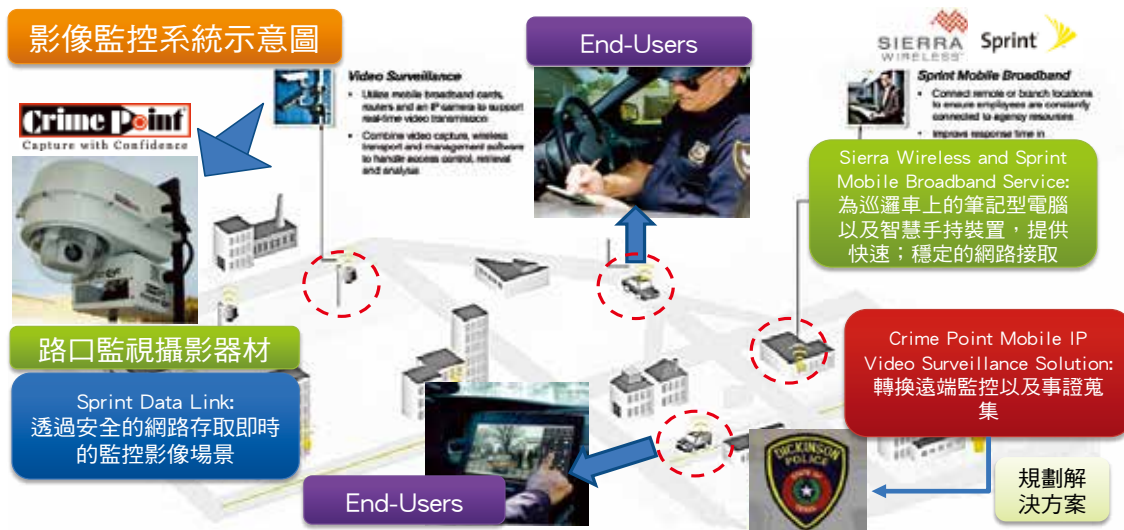 影像監控系統示意圖
Crime Point
Capture with Confidence
Video Surveillance
• Utilize mobile broadband cards,
routers and an IP camera to support
real-time video transmission
• Combine video capture, wireless
transport and management software
to handle access control, retrieval
and analysis
End-Users
SIERRA
WIRELESS
Sprint
Sprint Mobile Broadband
• Connect remote or branch locations
to ensure employees are constantly
connected to agency resources
• Improve response time in
Sierra Wireless and Sprint
Mobile Broadband Service:
為巡邏車上的筆記型電腦
以及智慧手持裝置，提供
快速；穩定的網路接取
路口監視攝影器材
Sprint Data Link:
透過安全的網路存取即時
的監控影像場景
Crime Point Mobile IP
Video Surveillance Solution:
轉換遠端監控以及事證蒐
集
End-Users
DICKINSON
POLICE
規劃解
決方案